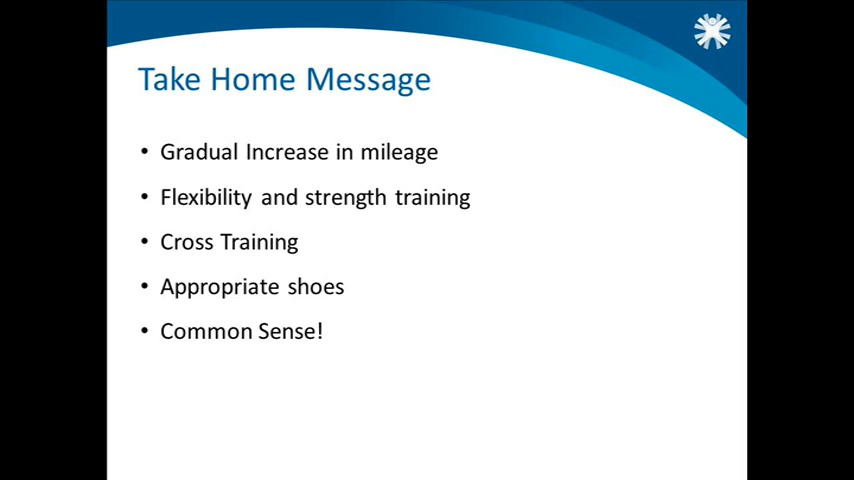 Take Home Message
• Gradual Increase in mileage
• Flexibility and strength training
• Cross Training
• Appropriate shoes
• Common Sense!